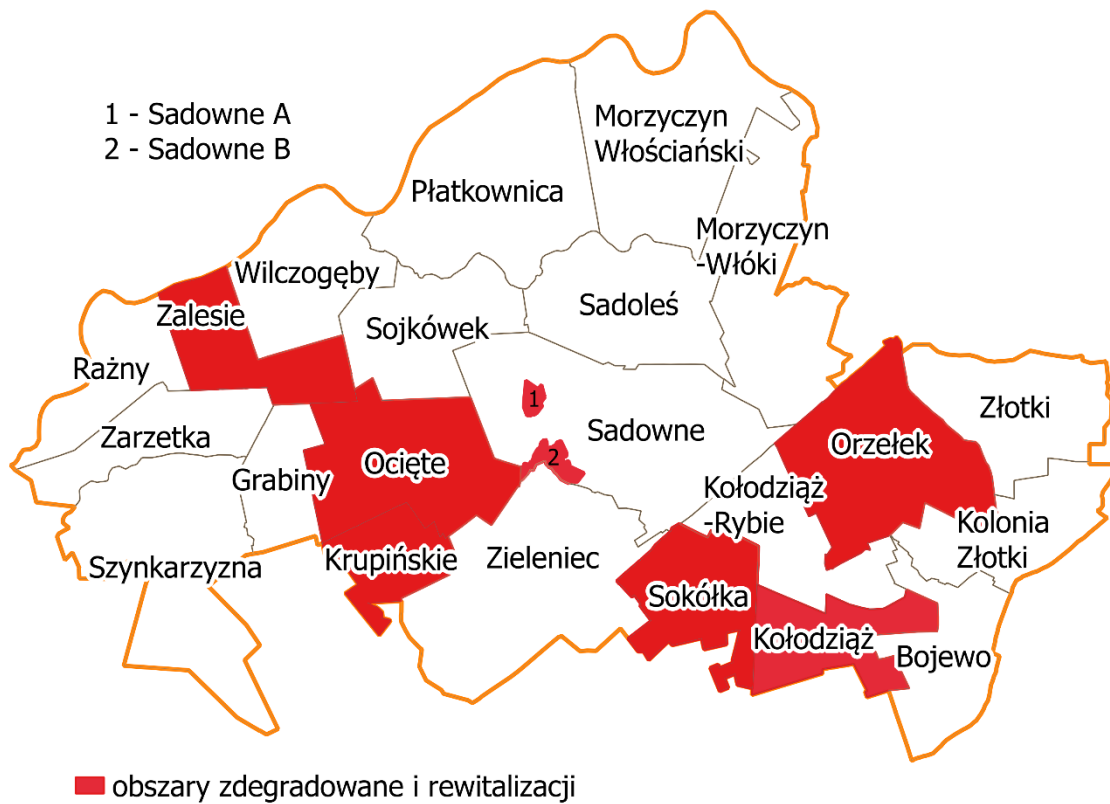 1 - Sadowne A
2 - Sadowne B
Morzyczyn
Włościański
Płatkownica
Morzyczyn
-Włóki
Wilczogęby
Sadoleś
Zalesie
Sojkówek
Rażny
Złotki
1
Zarzetka
Sadowne
Orzełek
Ocięte
2
Grabiny
Kołodziąż
-Rybie
Kolonia
Złotki
Krupińskie
Zieleniec
Szynkarzyzna
Sokółka
Kołodziąż
Bojewo
obszary zdegradowane i rewitalizacji